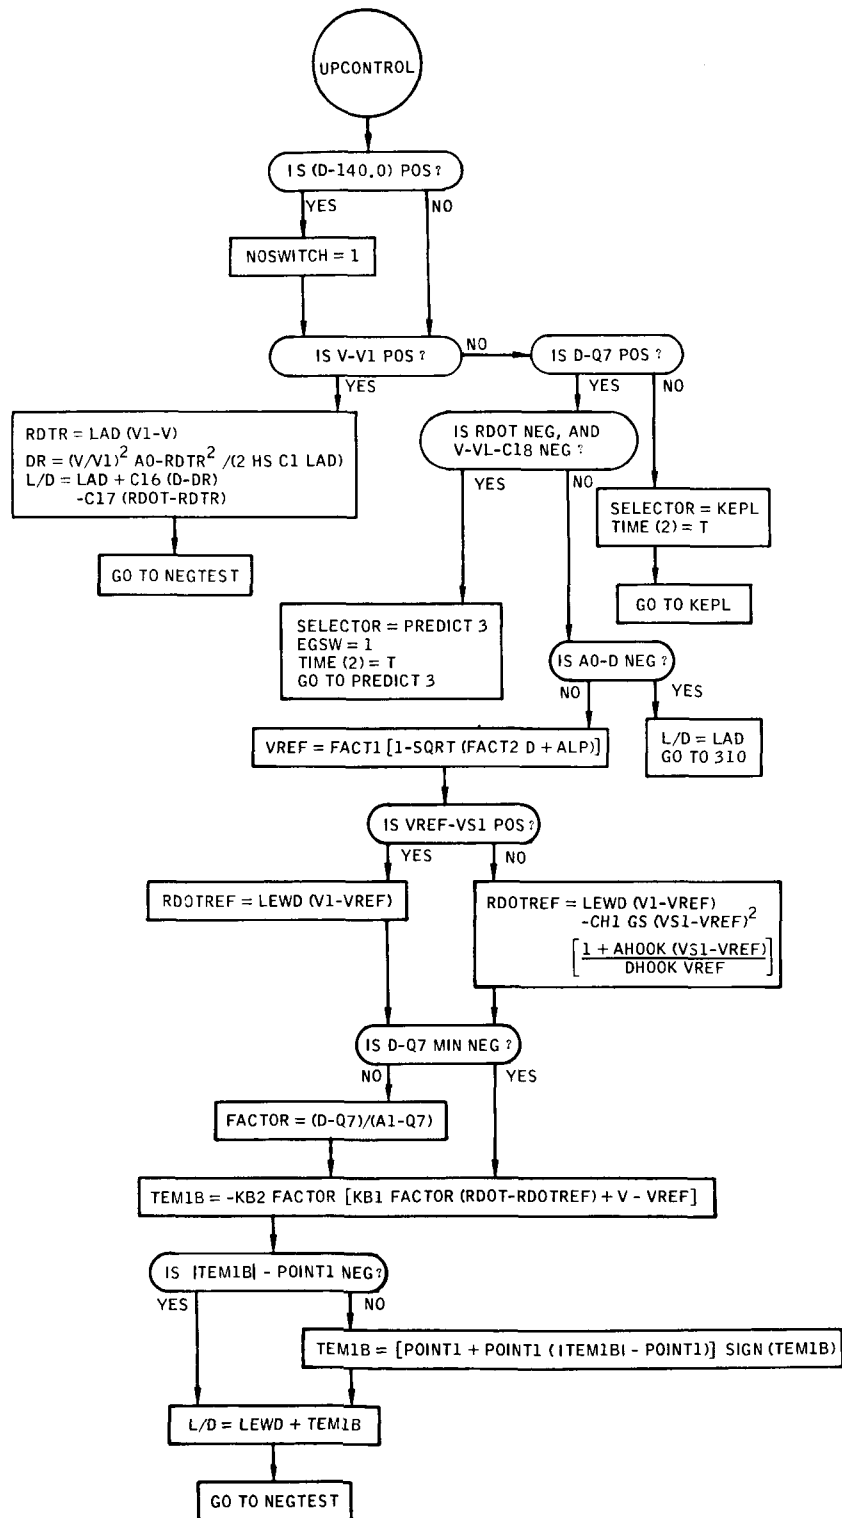 UPCONTROL
IS (D-140.0) POS?
YES
NO
NOSWITCH = 1
IS V-V1 POS?
NO
IS D-Q7 POS?
YES
YES
NO
RDTR = LAD (V1-V)
DR = (V/V1)² A0-RDTR² /(2 HS C1 LAD)
L/D = LAD + C16 (D-DR)
-C17 (RDOT-RDTR)
IS RDOT NEG, AND
V-VL-C18 NEG?
YES
NO
SELECTOR = KEPL
TIME (2) = T
GO TO NEGTEST
GO TO KEPL
SELECTOR = PREDICT 3
EGSW = 1
TIME (2) = T
GO TO PREDICT 3
IS A0-D NEG?
NO
YES
VREF = FACT1 [1-SQRT (FACT2 D + ALP)]
L/D = LAD
GO TO 310
IS VREF-VS1 POS?
YES
NO
RDOTREF = LEWD (V1-VREF)
RDOTREF = LEWD (V1-VREF)
-CH1 GS (VS1-VREF)²
[1 + AHOOK (VS1-VREF)
DHOOK VREF]
IS D-Q7 MIN NEG?
NO
YES
FACTOR = (D-Q7)/(A1-Q7)
TEM1B = -KB2 FACTOR [KB1 FACTOR (RDOT-RDOTREF) + V - VREF]
IS |TEM1B| - POINT1 NEG?
YES
NO
TEM1B = [POINT1 + POINT1 (|TEM1B| - POINT1)] SIGN (TEM1B)
L/D = LEWD + TEM1B
GO TO NEGTEST